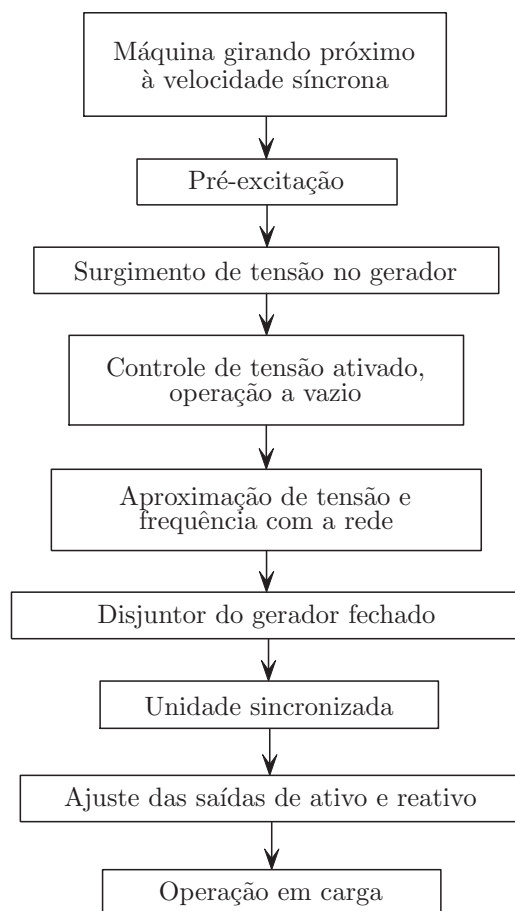 Máquina girando próximo
à velocidade síncrona
Pré-excitação
Surgimento de tensão no gerador
Controle de tensão ativado,
operação a vazio
Aproximação de tensão e
frequência com a rede
Disjuntor do gerador fechado
Unidade sincronizada
Ajuste das saídas de ativo e reativo
Operação em carga